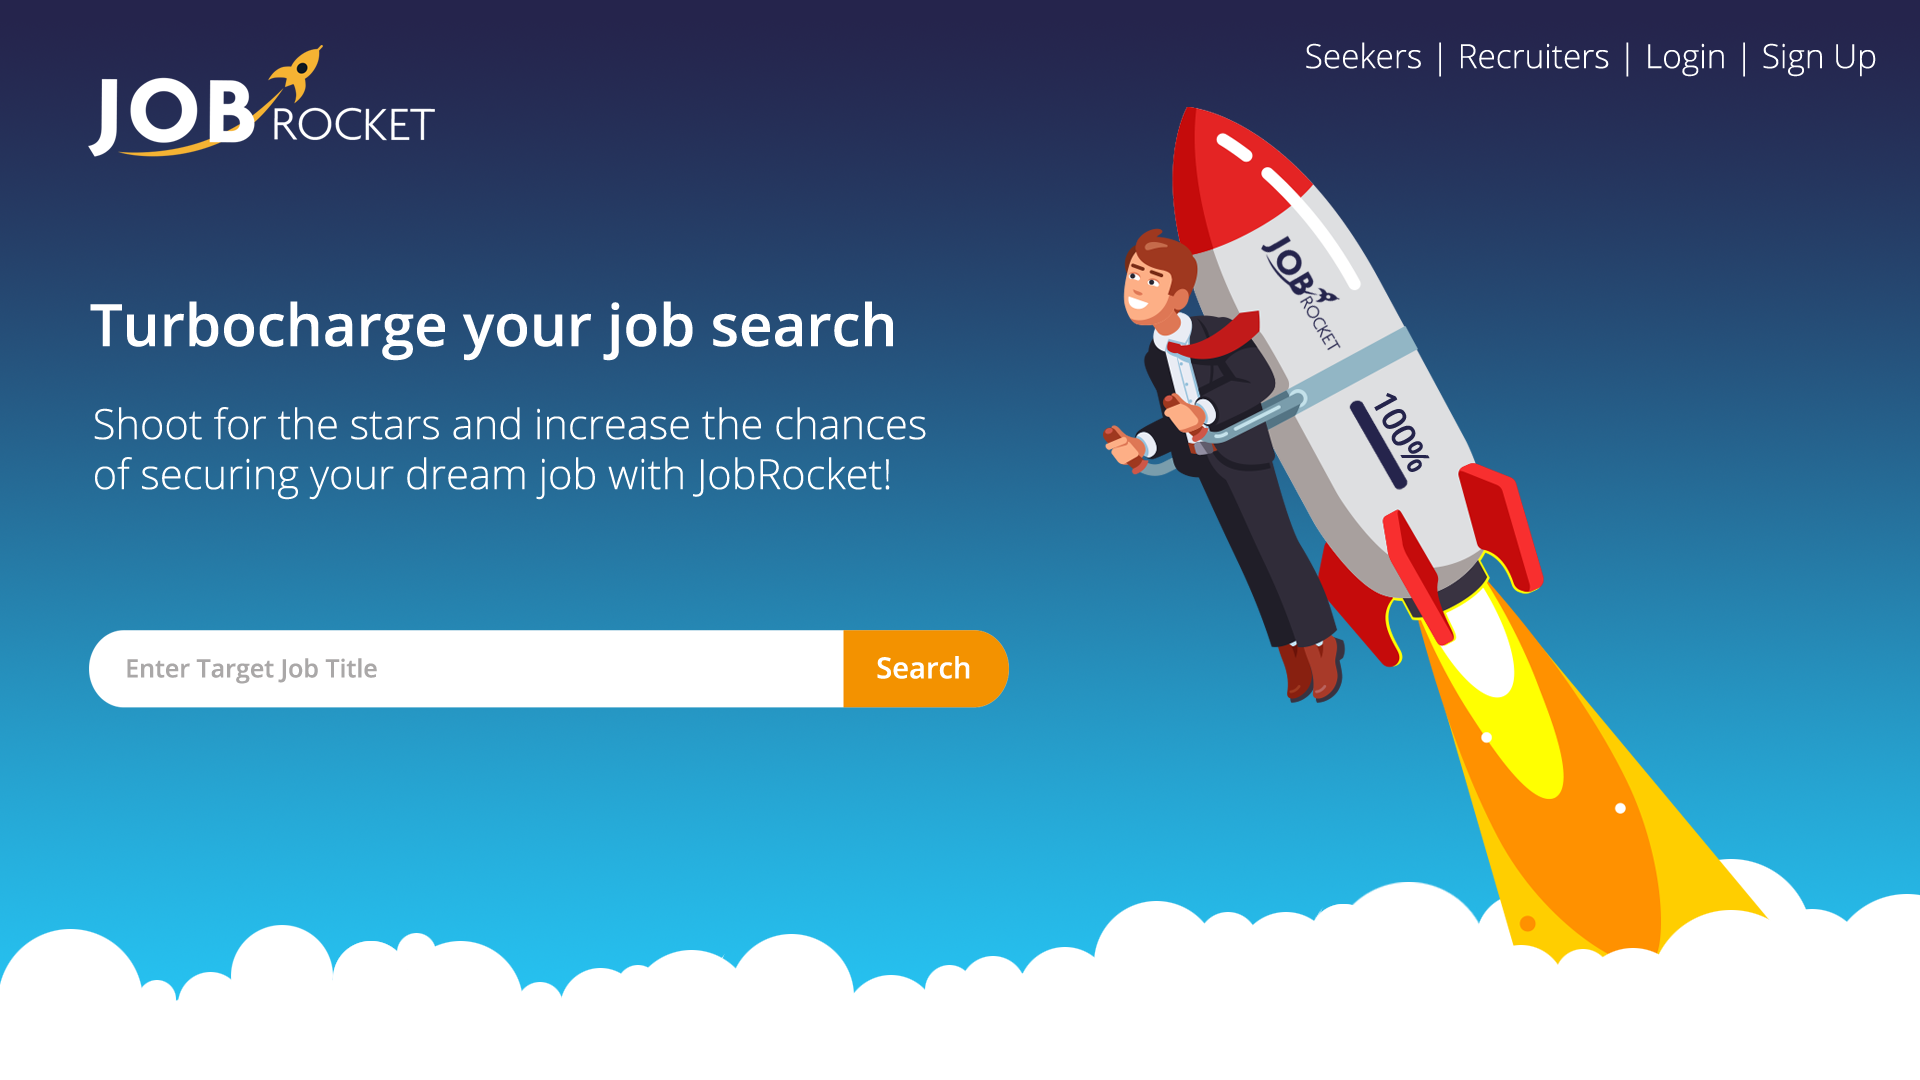 JOB ROCKET
Seekers | Recruiters | Login | Sign Up
Turbocharge your job search
Shoot for the stars and increase the chances
of securing your dream job with JobRocket!
Enter Target Job Title
Search
JOB
ROCKET
100%